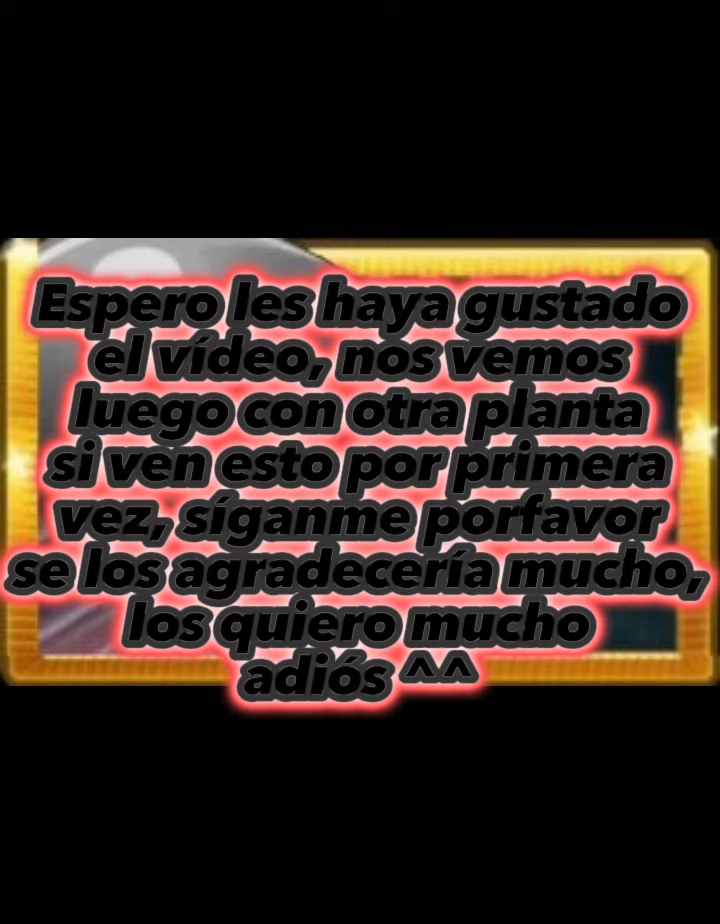 Espero les haya gustado
el vídeo, nos vemos
luego con otra planta
si ven esto por primera
vez, síganme porfavor
se los agradecería mucho,
los quiero mucho
adiós ^^